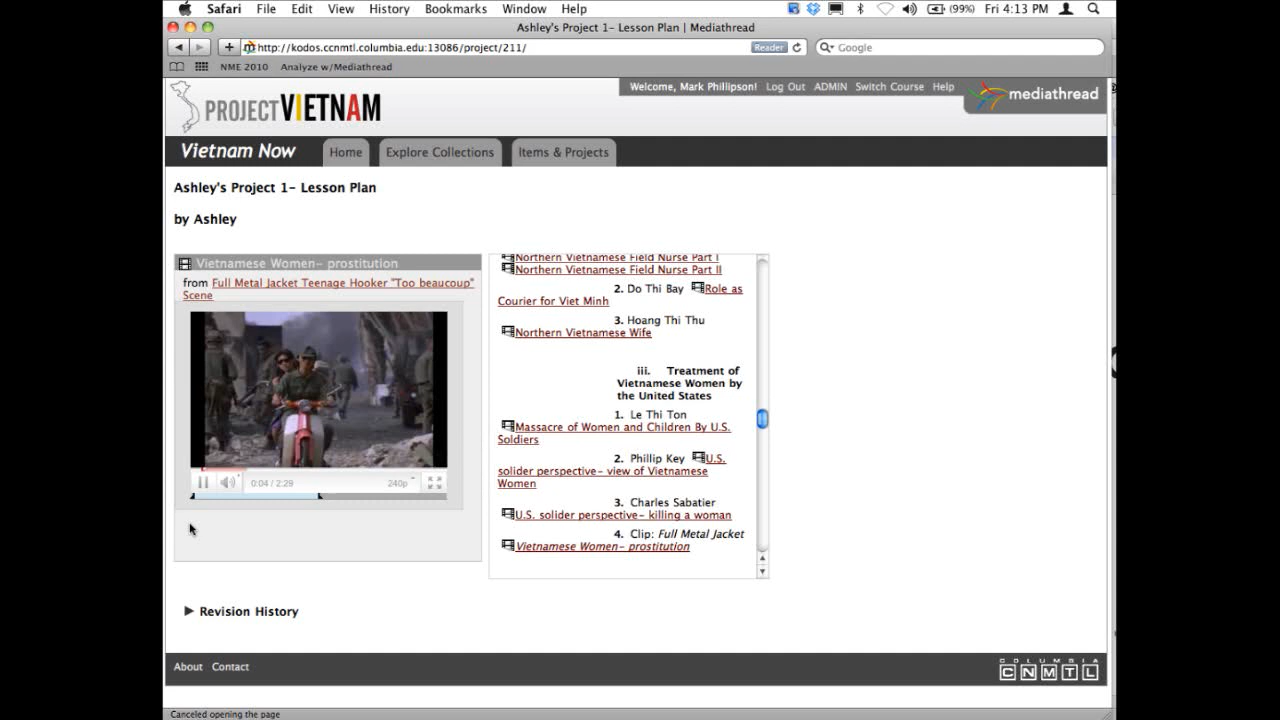 Safari File Edit View History Bookmarks Window Help (99%) Fri 4:13 PM
Ashley's Project 1- Lesson Plan | Mediathread
http://kodos.ccnmtl.columbia.edu:13086/project/211/ Reader Google
NME 2010 Analyze w/Mediathread
Welcome, Mark Phillipson! Log Out ADMIN Switch Course Help
mediathread
PROJECTVIETNAM
Vietnam Now Home Explore Collections Items & Projects
Ashley's Project 1- Lesson Plan
by Ashley
Vietnamese Women- prostitution
from Full Metal Jacket Teenage Hooker "Too beaucoup"
Scene
0:04 / 2:29 240p
Northern Vietnamese Field Nurse Part I
Northern Vietnamese Field Nurse Part II
2. Do Thi Bay Role as
Courier for Viet Minh
3. Hoang Thi Thu
Northern Vietnamese Wife
iii. Treatment of
Vietnamese Women by
the United States
1. Le Thi Ton
Massacre of Women and Children By U.S.
Soldiers
2. Phillip Key U.S.
solider perspective- view of Vietnamese
Women
3. Charles Sabatier
U.S. solider perspective- killing a woman
4. Clip: Full Metal Jacket
Vietnamese Women- prostitution
Revision History
About Contact
COLUMBIA
CNMTL
Canceled opening the page